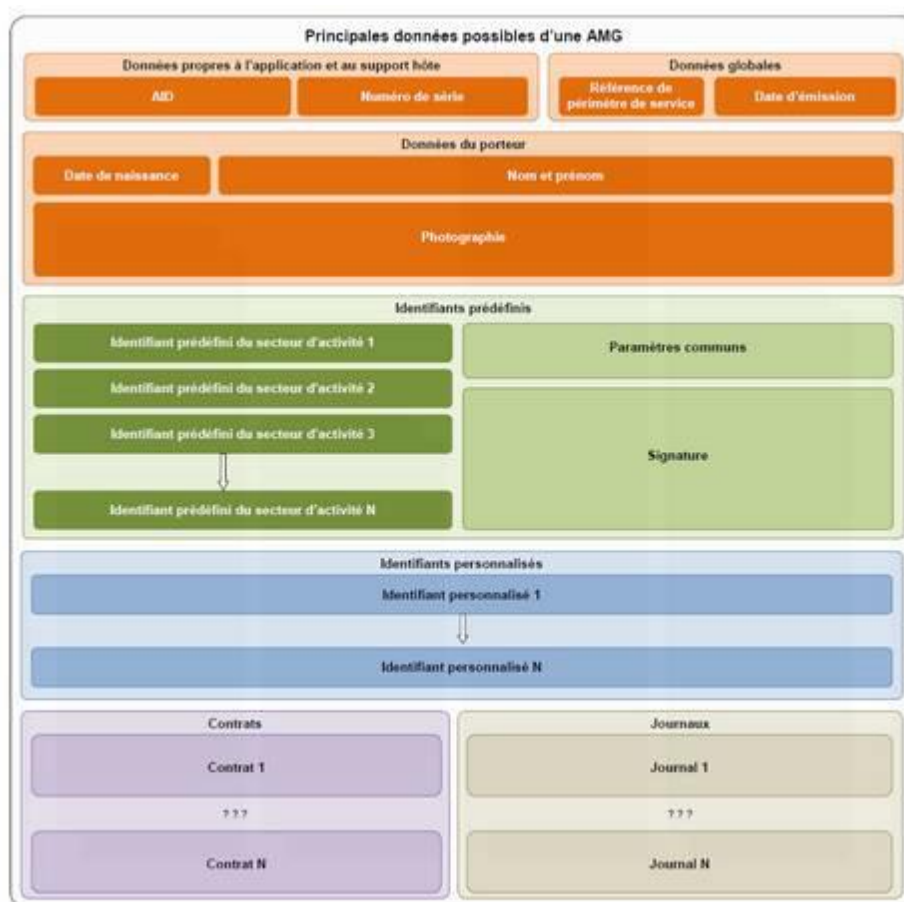 Principales données possibles d'une AMG
Données propres à l'application et au support hôte
Données globales
AID
Numéro de série
Référence de
périmètre de service
Date d'émission
Données du porteur
Date de naissance
Nom et prénom
Photographie
Identifiants prédéfinis
Identifiant prédéfini du secteur d'activité 1
Paramètres communs
Identifiant prédéfini du secteur d'activité 2
Identifiant prédéfini du secteur d'activité 3
Signature
Identifiant prédéfini du secteur d'activité N
Identifiants personnalisés
Identifiant personnalisé 1
Identifiant personnalisé N
Contrats
Journaux
Contrat 1
Journal 1
? ? ?
? ? ?
Contrat N
Journal N